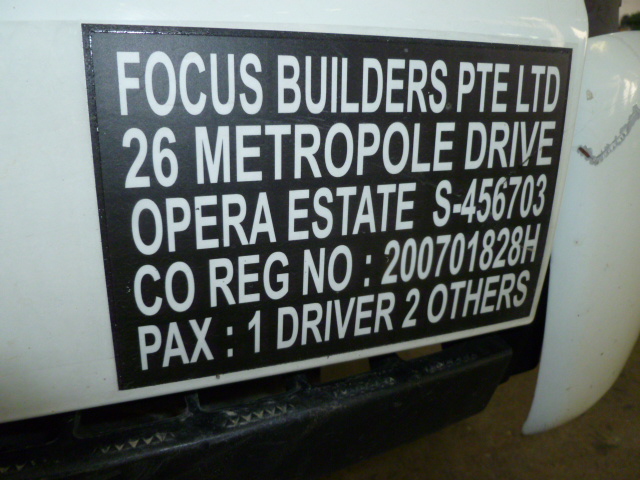 FOCUS BUILDERS PTE LTD
26 METROPOLE DRIVE
OPERA ESTATE S-456703
CO REG NO : 200701828H
PAX : 1 DRIVER 2 OTHERS